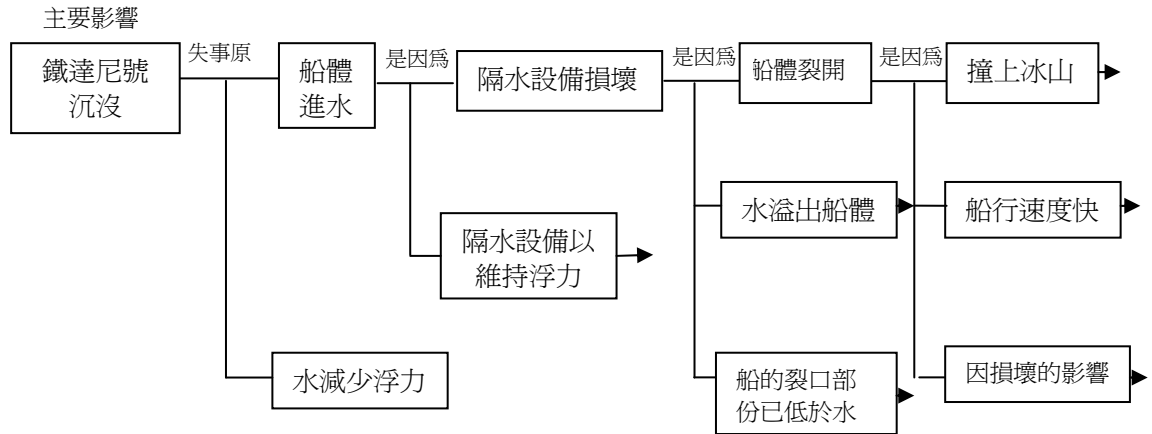 主要影響
鐵達尼號
沉沒
失事原
船體
進水
是因為
隔水設備損壞
是因為
船體裂開
是因為
撞上冰山
水溢出船體
船行速度快
隔水設備以
維持浮力
水減少浮力
船的裂口部
份已低於水
因損壞的影響